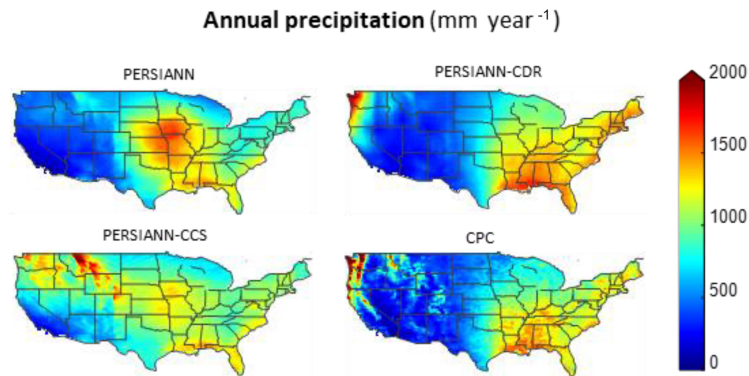 Annual precipitation (mm year -1)
PERSIANN
PERSIANN-CDR
PERSIANN-CCS
CPC
2000
1500
1000
500
0